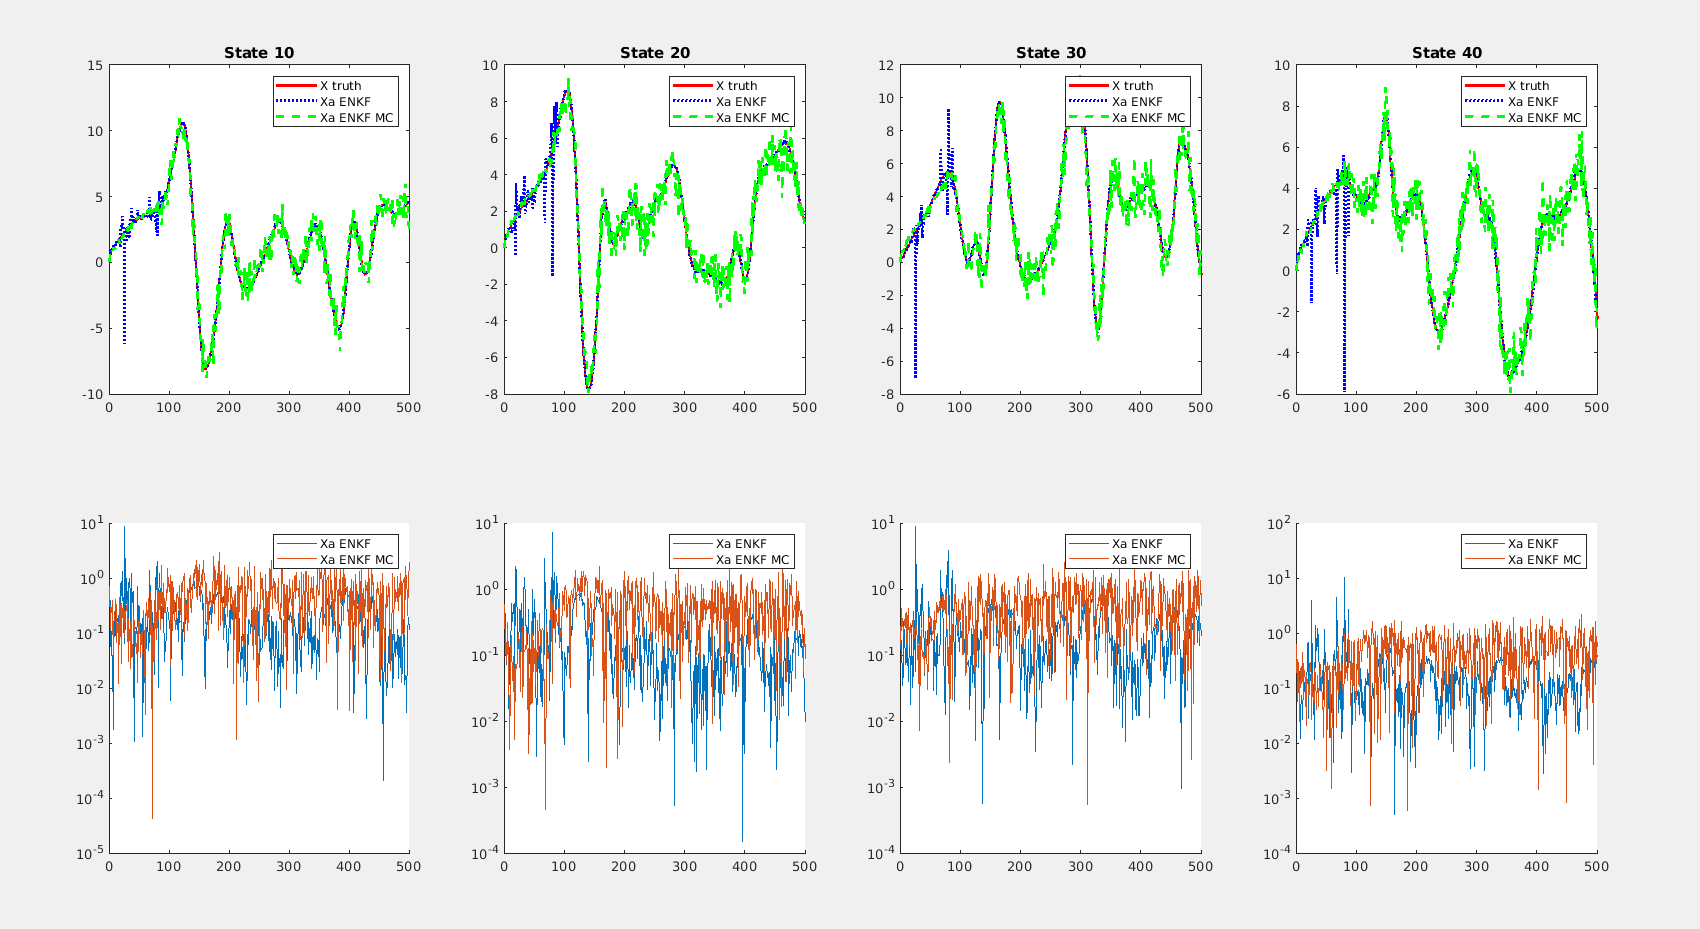 State 10
15
10
5
0
-5
-10
0 100 200 300 400 500
X truth
Xa ENKF
Xa ENKF MC
State 20
10
8
6
4
2
0
-2
-4
-6
-8
0 100 200 300 400 500
X truth
Xa ENKF
Xa ENKF MC
State 30
12
10
8
6
4
2
0
-2
-4
-6
-8
0 100 200 300 400 500
X truth
Xa ENKF
Xa ENKF MC
State 40
10
8
6
4
2
0
-2
-4
-6
0 100 200 300 400 500
X truth
Xa ENKF
Xa ENKF MC
10^1
10^0
10^-1
10^-2
10^-3
10^-4
10^-5
0 100 200 300 400 500
Xa ENKF
Xa ENKF MC
10^1
10^0
10^-1
10^-2
10^-3
10^-4
0 100 200 300 400 500
Xa ENKF
Xa ENKF MC
10^1
10^0
10^-1
10^-2
10^-3
10^-4
0 100 200 300 400 500
Xa ENKF
Xa ENKF MC
10^2
10^1
10^0
10^-1
10^-2
10^-3
10^-4
0 100 200 300 400 500
Xa ENKF
Xa ENKF MC